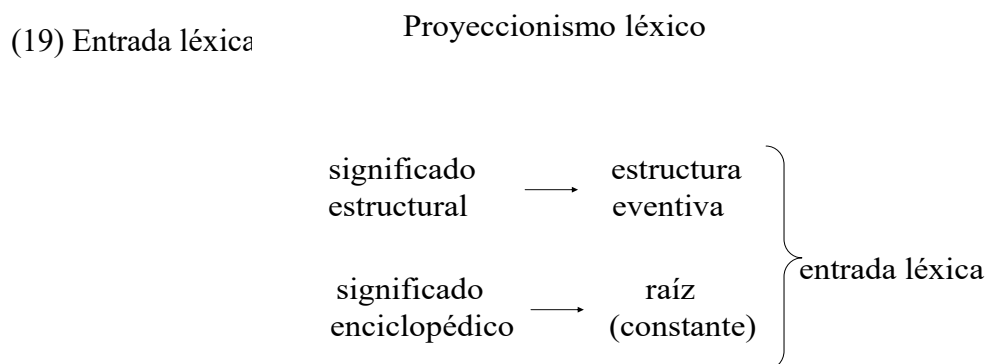 Proyeccionismo léxico
(19) Entrada léxica
significado estructura
estructural eventiva
entrada léxica
significado raíz
enciclopédico (constante)